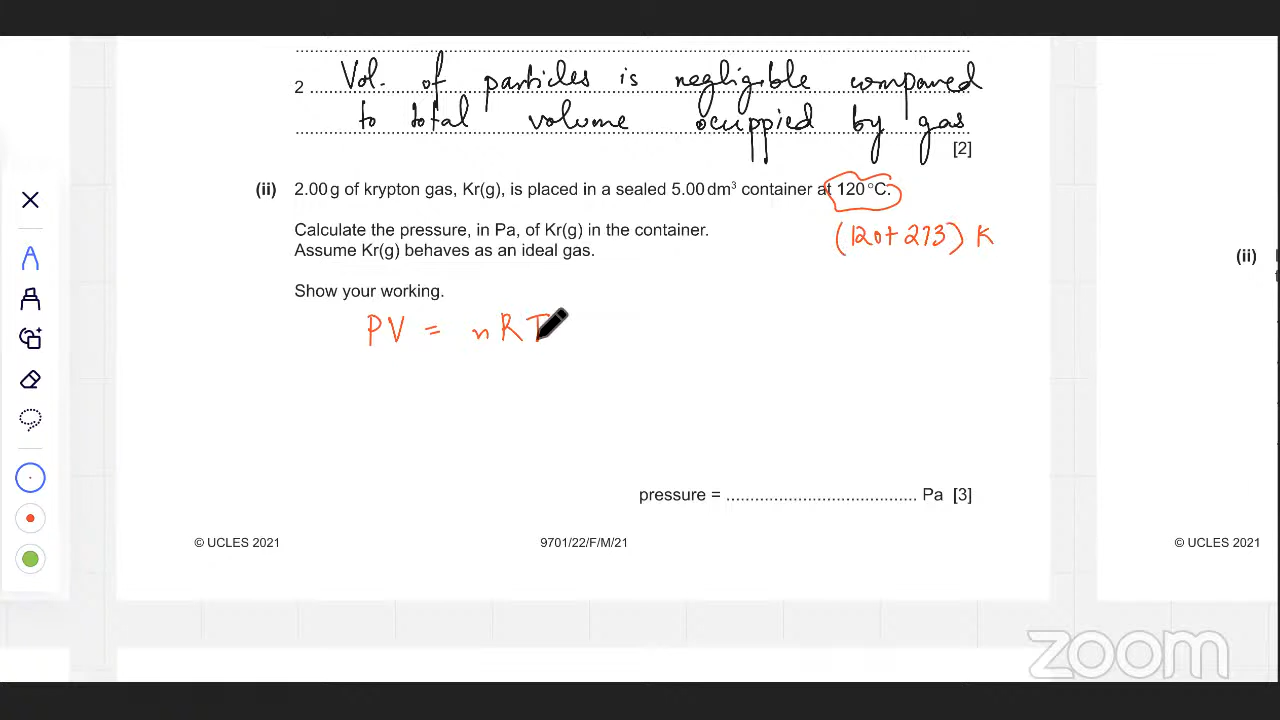 2 Vol. of particles is negligible compared
to total volume ocuppied by gas
[2]
(ii) 2.00 g of krypton gas, Kr(g), is placed in a sealed 5.00 dm³ container at 120 °C.
Calculate the pressure, in Pa, of Kr(g) in the container.
(120+273) K
(ii)
Assume Kr(g) behaves as an ideal gas.
Show your working.
PV = nRT
pressure = ........................................ Pa [3]
© UCLES 2021 9701/22/F/M/21 © UCLES 2021
zoom